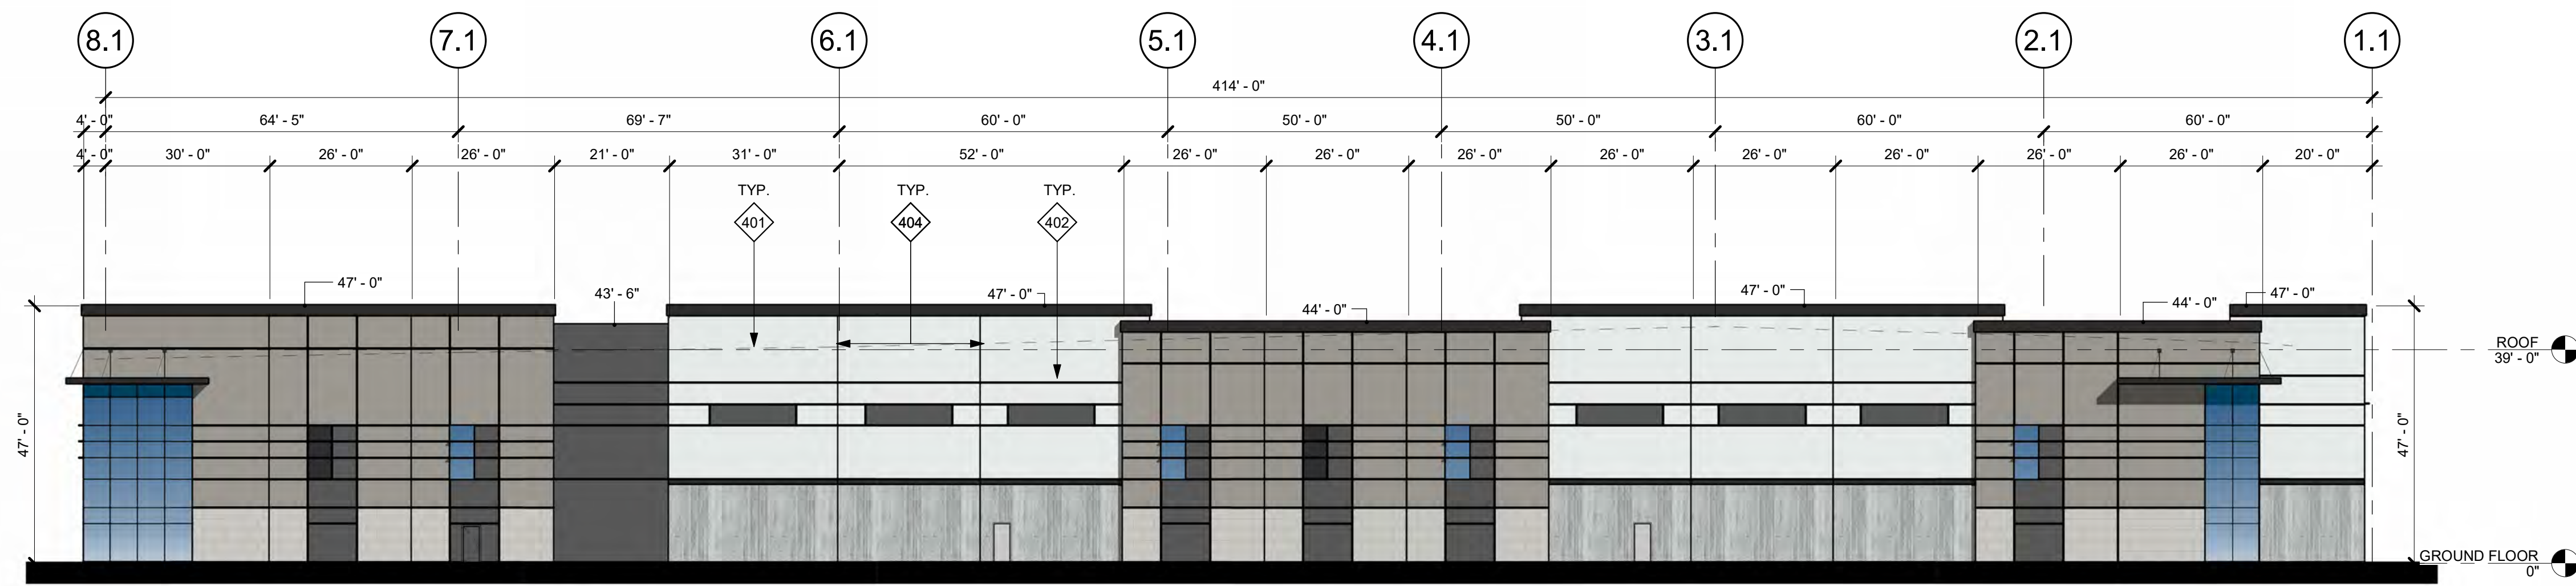 8.1 7.1 6.1 5.1 4.1 3.1 2.1 1.1
414' - 0"
4' - 0" 64' - 5" 69' - 7" 60' - 0" 50' - 0" 50' - 0" 60' - 0" 60' - 0"
4' - 0" 30' - 0" 26' - 0" 26' - 0" 21' - 0" 31' - 0" 52' - 0" 26' - 0" 26' - 0" 26' - 0" 26' - 0" 26' - 0" 26' - 0" 26' - 0" 26' - 0" 20' - 0"
TYP. TYP. TYP.
401 404 402
47' - 0" 43' - 6" 47' - 0" 44' - 0" 47' - 0" 44' - 0" 47' - 0"
ROOF
39' - 0"
47' - 0" 47' - 0"
GROUND FLOOR
0"